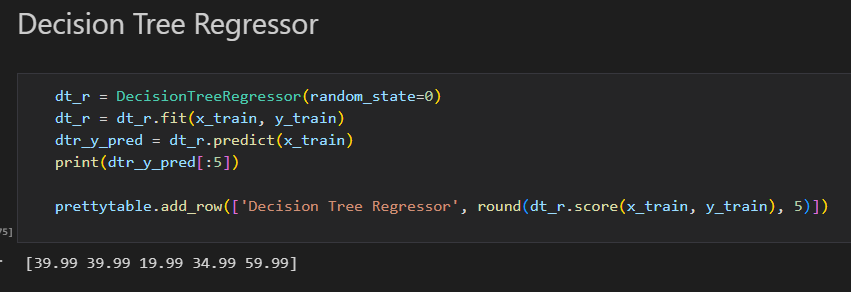 Decision Tree Regressor
dt_r = DecisionTreeRegressor(random_state=0)
dt_r = dt_r.fit(x_train, y_train)
dtr_y_pred = dt_r.predict(x_train)
print(dtr_y_pred[:5])
prettytable.add_row(['Decision Tree Regressor', round(dt_r.score(x_train, y_train), 5)])
75]
[39.99 39.99 19.99 34.99 59.99]